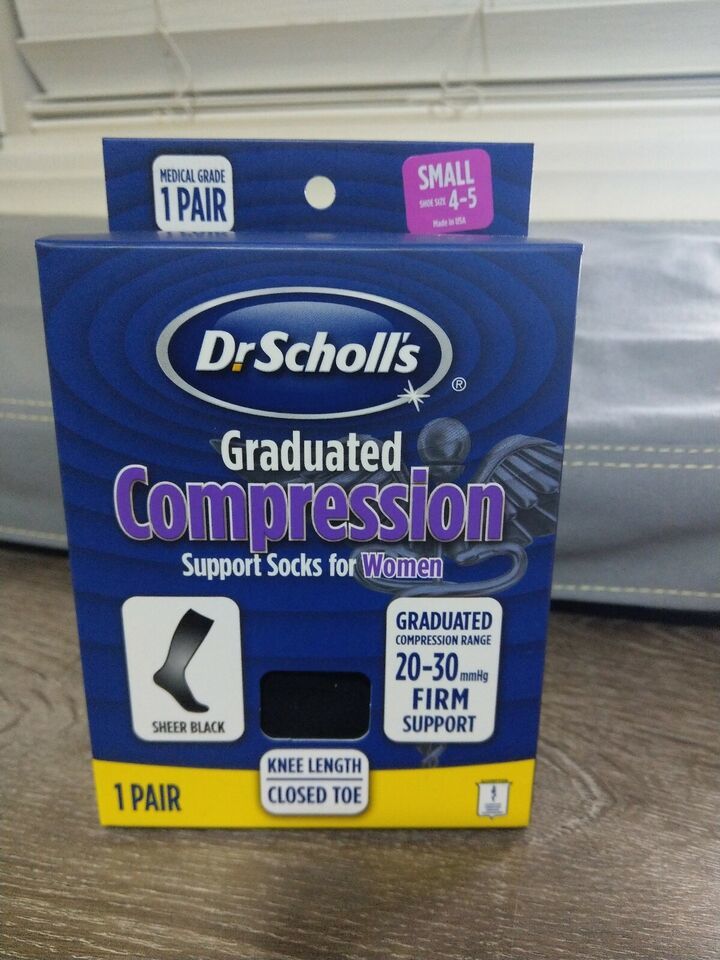 MEDICAL GRADE
1 PAIR
SMALL
SHOE SIZE 4-5
Made in USA
Dr. Scholl's
®
Graduated
Compression
Support Socks for Women
SHEER BLACK
GRADUATED
COMPRESSION RANGE
20-30 mmHg
FIRM
SUPPORT
KNEE LENGTH
CLOSED TOE
1 PAIR